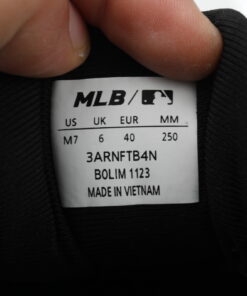 MLB /
US UK EUR MM
M7 6 40 250
3ARNFTB4N
BOLIM 1123
MADE IN VIETNAM